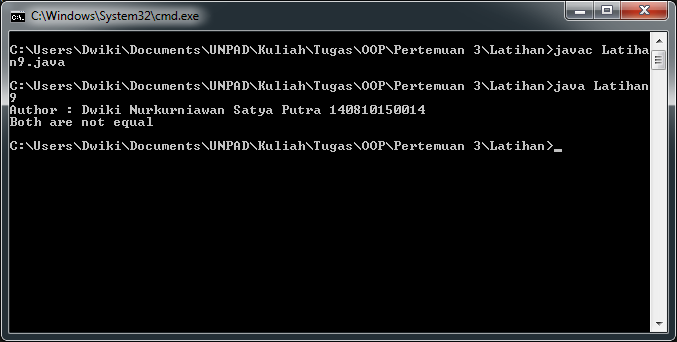 C:\Windows\System32\cmd.exe
C:\Users\Dwiki\Documents\UNPAD\Kuliah\Tugas\OOP\Pertemuan 3\Latihan>javac Latiha
n9.java
C:\Users\Dwiki\Documents\UNPAD\Kuliah\Tugas\OOP\Pertemuan 3\Latihan>java Latihan
9
Author : Dwiki Nurkurniawan Satya Putra 140810150014
Both are not equal
C:\Users\Dwiki\Documents\UNPAD\Kuliah\Tugas\OOP\Pertemuan 3\Latihan>_